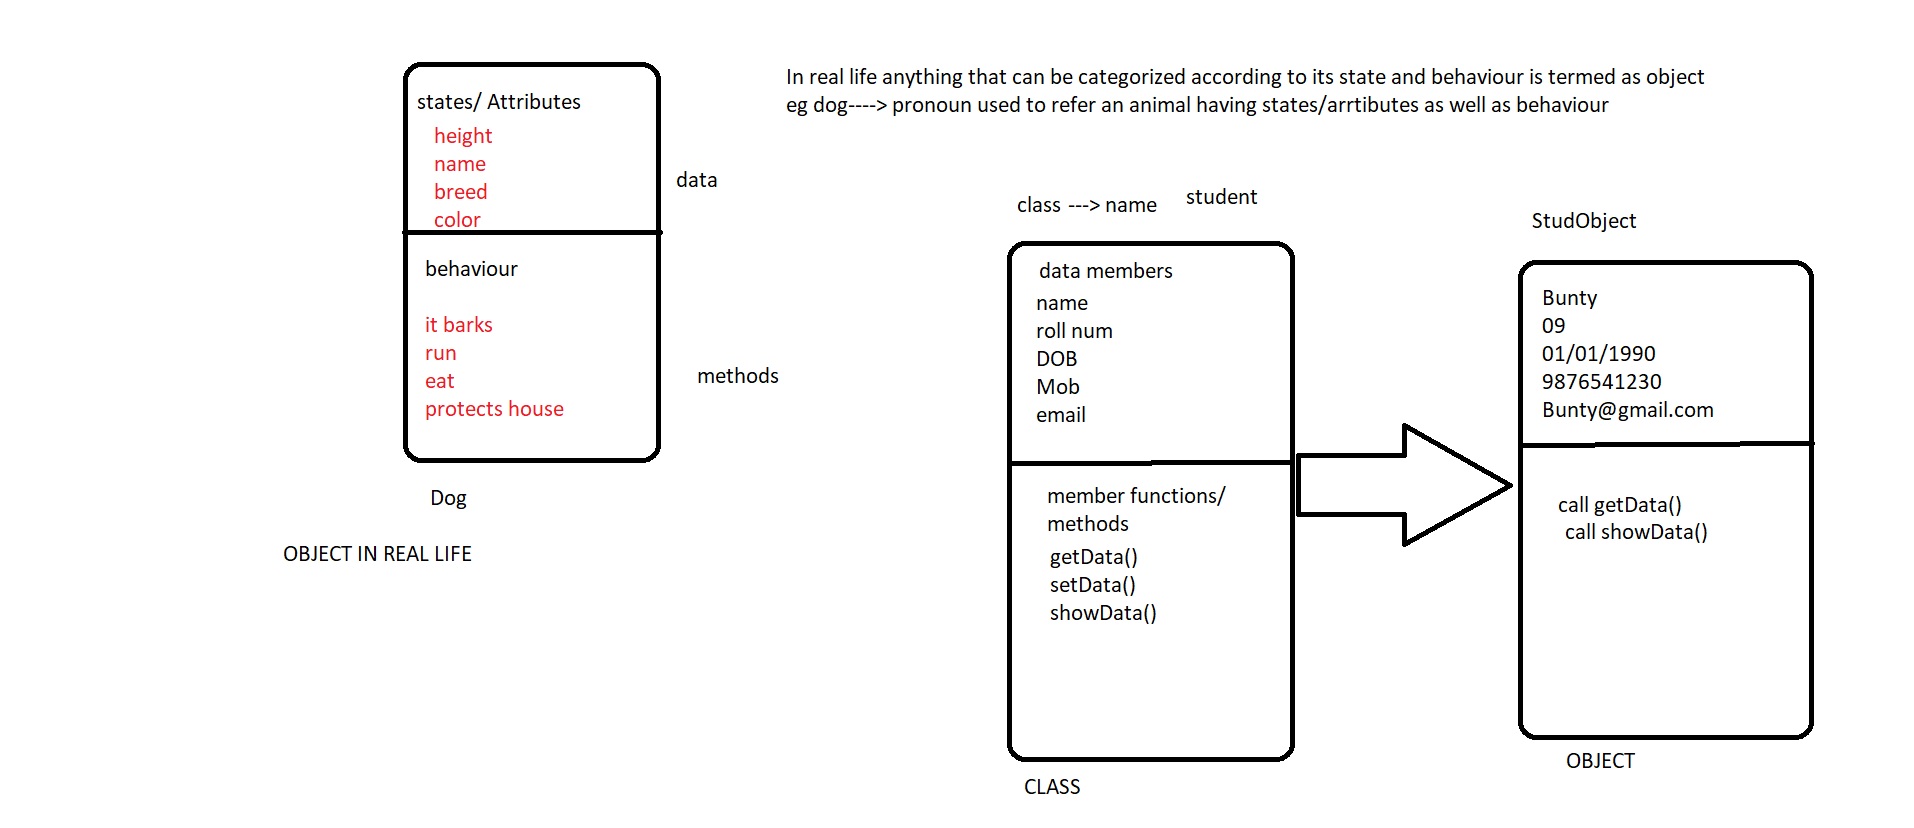 In real life anything that can be categorized according to its state and behaviour is termed as object
eg dog----> pronoun used to refer an animal having states/arrtibutes as well as behaviour
states/ Attributes
height
name
breed
color
data
behaviour
it barks
run
eat
protects house
methods
Dog
OBJECT IN REAL LIFE
class ---> name
student
data members
name
roll num
DOB
Mob
email
member functions/
methods
getData()
setData()
showData()
CLASS
StudObject
Bunty
09
01/01/1990
9876541230
Bunty@gmail.com
call getData()
call showData()
OBJECT